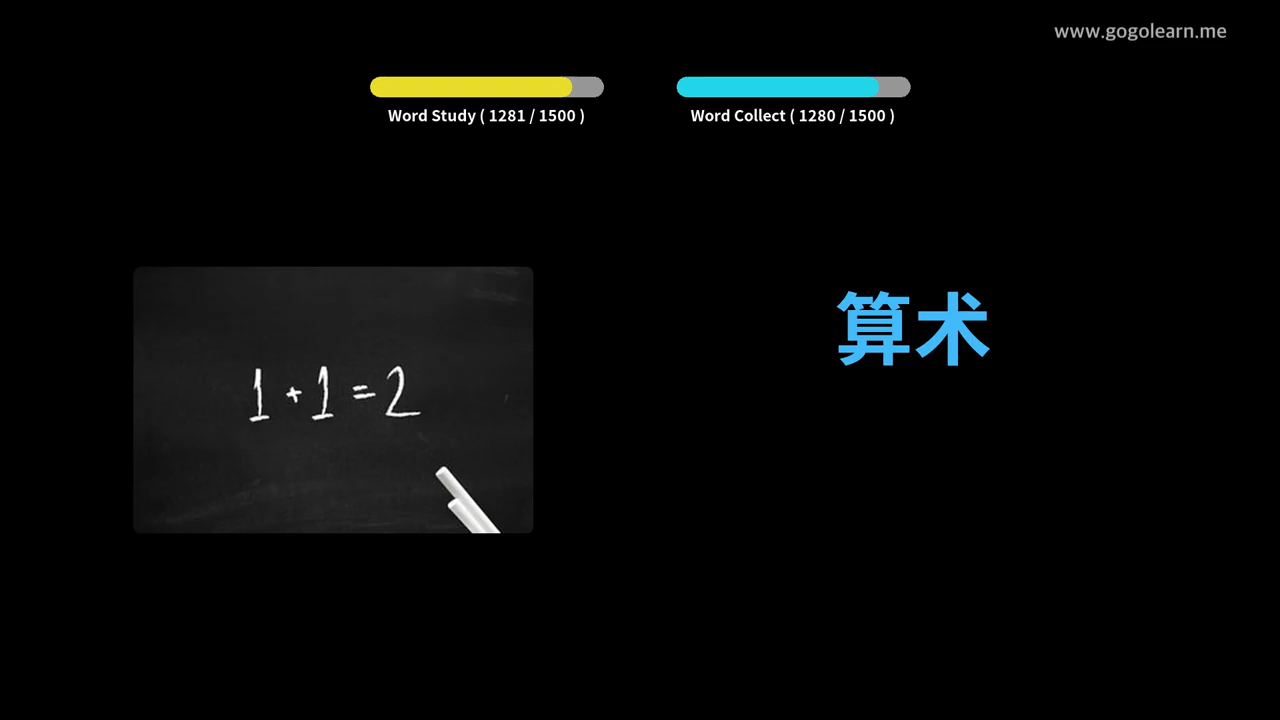 www.gogolearn.me
Word Study ( 1281 / 1500 )
Word Collect ( 1280 / 1500 )
算术
1 + 1 = 2